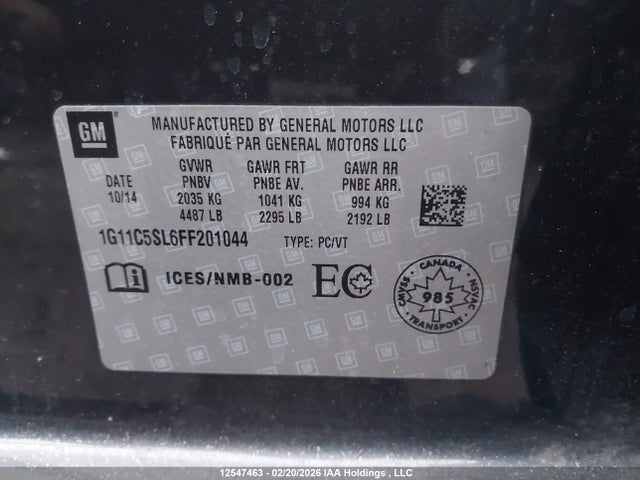 GM
MANUFACTURED BY GENERAL MOTORS LLC
FABRIQUÉ PAR GENERAL MOTORS LLC
GVWR GAWR FRT GAWR RR
DATE PNBV PNBE AV. PNBE ARR.
10/14 2035 KG 1041 KG 994 KG
4487 LB 2295 LB 2192 LB
1G11C5SL6FF201044 TYPE: PC/VT
ICES/NMB-002 EC
CANADA
CMVSS
NSVAC
985
TRANSPORT
12547463 - 02/20/2026 IAA Holdings , LLC